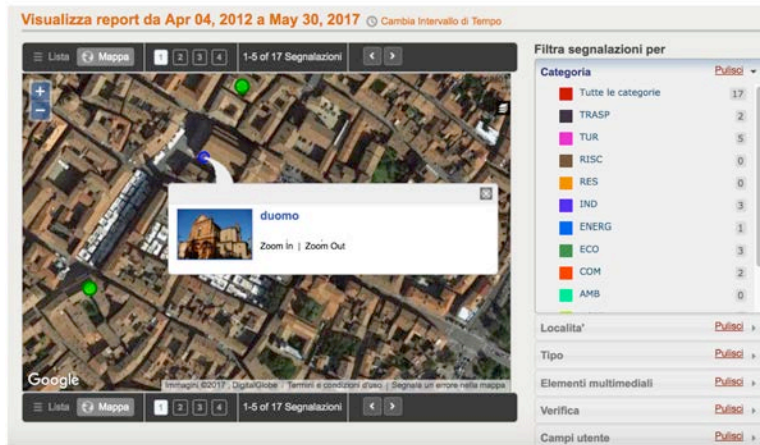 Visualizza report da Apr 04, 2012 a May 30, 2017 Cambia Intervallo di Tempo
Lista Mappa 1 2 3 4 1-5 of 17 Segnalazioni
duomo
Zoom In | Zoom Out
Google
Immagini ©2017, DigitalGlobe Termini e condizioni d'uso Segnala un errore nella mappa
Lista Mappa 1 2 3 4 1-5 of 17 Segnalazioni
Filtra segnalazioni per
Categoria Pulisci
Tutte le categorie 17
TRASP 2
TUR 5
RISC 0
RES 0
IND 3
ENERG 1
ECO 3
COM 2
AMB 0
Localita' Pulisci
Tipo Pulisci
Elementi multimediali Pulisci
Verifica Pulisci
Campi utente Pulisci